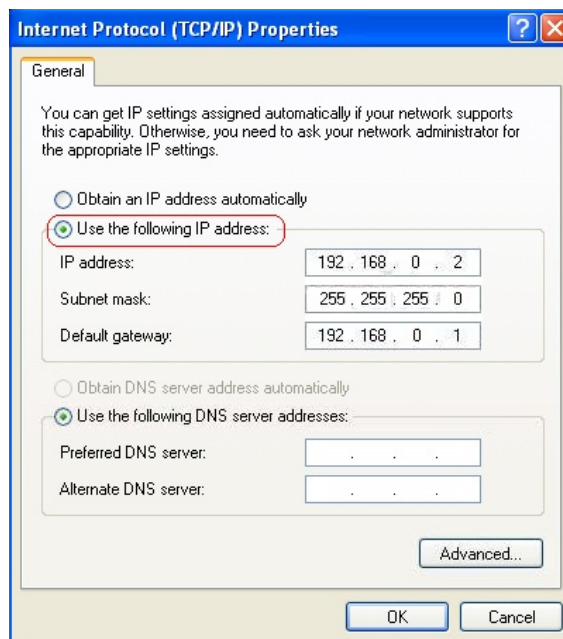 Internet Protocol (TCP/IP) Properties
General
You can get IP settings assigned automatically if your network supports
this capability. Otherwise, you need to ask your network administrator for
the appropriate IP settings.
Obtain an IP address automatically
Use the following IP address:
IP address: 192 . 168 . 0 . 2
Subnet mask: 255 . 255 . 255 . 0
Default gateway: 192 . 168 . 0 . 1
Obtain DNS server address automatically
Use the following DNS server addresses:
Preferred DNS server: . . .
Alternate DNS server: . . .
Advanced...
OK Cancel